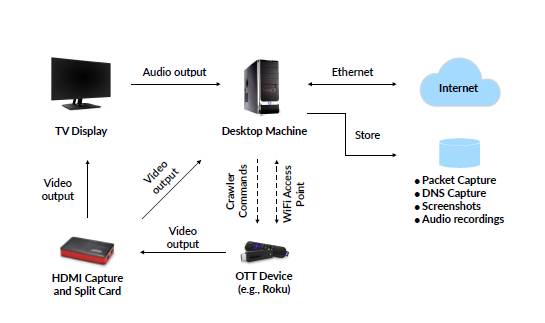 Audio output
Ethernet
Internet
TV Display
Desktop Machine
Store
Video
output
Video
output
Crawler
Commands
WiFi Access
Point
● Packet Capture
● DNS Capture
● Screenshots
● Audio recordings
Video
output
HDMI Capture
and Split Card
OTT Device
(e.g., Roku)